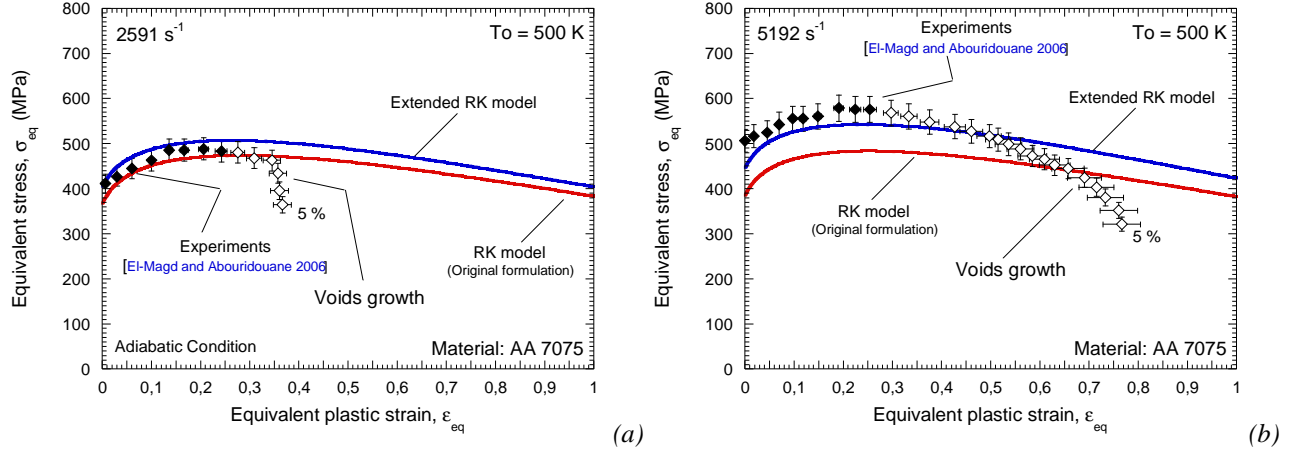 800
700
600
500
400
300
200
100
0
Equivalent stress, σeq (MPa)
2591 s-1
To = 500 K
Extended RK model
5 %
Experiments
[El-Magd and Abouridouane 2006]
RK model
(Original formulation)
Voids growth
Adiabatic Condition
Material: AA 7075
0 0,1 0,2 0,3 0,4 0,5 0,6 0,7 0,8 0,9 1
Equivalent plastic strain, εeq
(a)
800
700
600
500
400
300
200
100
0
Equivalent stress, σeq (MPa)
5192 s-1
To = 500 K
Experiments
[El-Magd and Abouridouane 2006]
Extended RK model
RK model
(Original formulation)
5 %
Voids growth
Material: AA 7075
0 0,1 0,2 0,3 0,4 0,5 0,6 0,7 0,8 0,9 1
Equivalent plastic strain, εeq
(b)